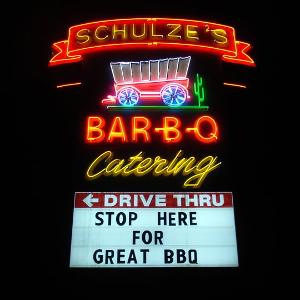 SCHULZE'S
BAR-B-Q
Catering
← DRIVE THRU
STOP HERE
FOR
GREAT BBQ